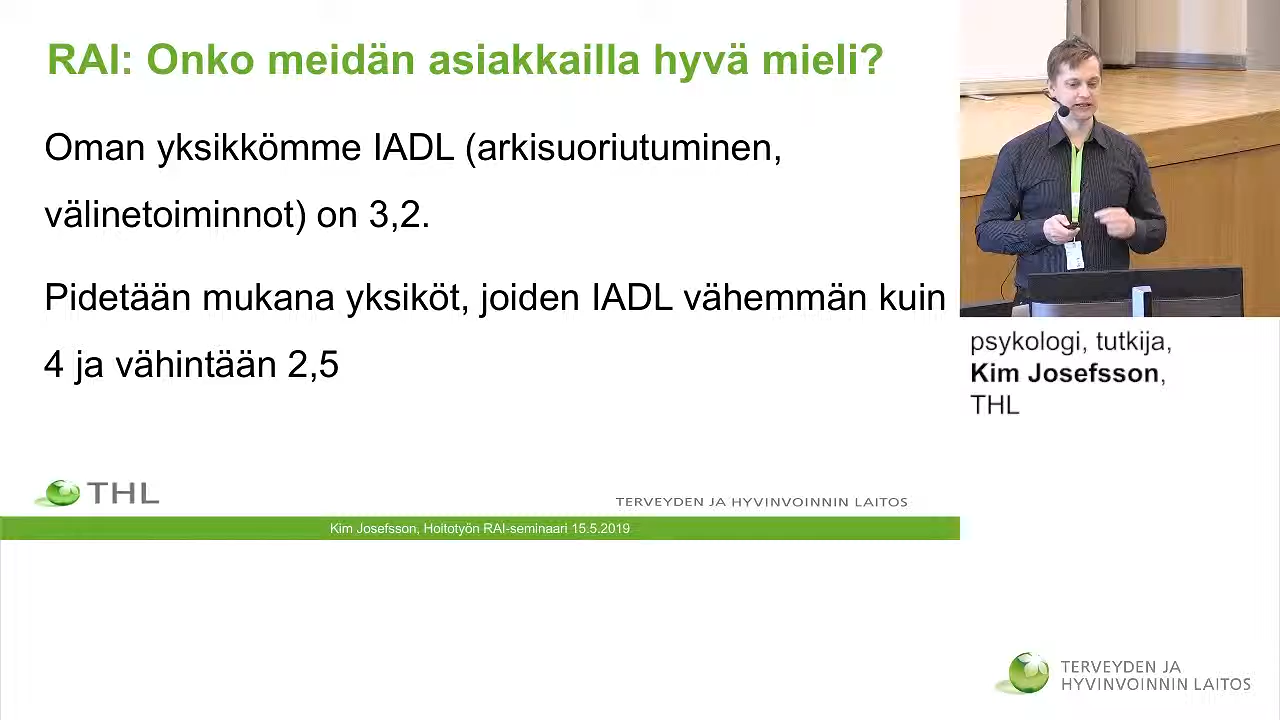 RAI: Onko meidän asiakkailla hyvä mieli?
Oman yksikkömme IADL (arkisuoriutuminen,
välinetoiminnot) on 3,2.
Pidetään mukana yksiköt, joiden IADL vähemmän kuin
4 ja vähintään 2,5
THL
TERVEYDEN JA HYVINVOINNIN LAITOS
Kim Josefsson, Hoitotyön RAI-seminaari 15.5.2019
psykologi, tutkija,
Kim Josefsson,
THL
TERVEYDEN JA
HYVINVOINNIN LAITOS